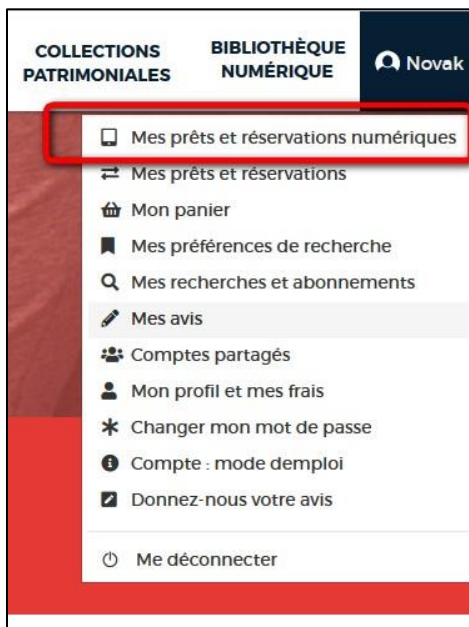 COLLECTIONS
PATRIMONIALES
BIBLIOTHÈQUE
NUMÉRIQUE
Novak
Mes prêts et réservations numériques
Mes prêts et réservations
Mon panier
Mes préférences de recherche
Mes recherches et abonnements
Mes avis
Comptes partagés
Mon profil et mes frais
Changer mon mot de passe
Compte : mode demploi
Donnez-nous votre avis
Me déconnecter